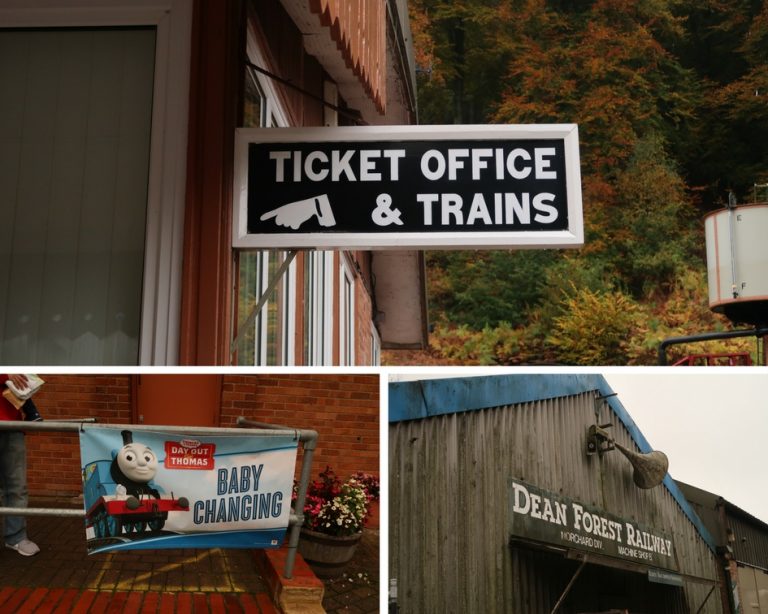 TICKET OFFICE
& TRAINS
E
F
DAY OUT
WITH
THOMAS
BABY
CHANGING
DEAN FOREST RAILWAY
NORCHARD DIV. MACHINE SHOP B